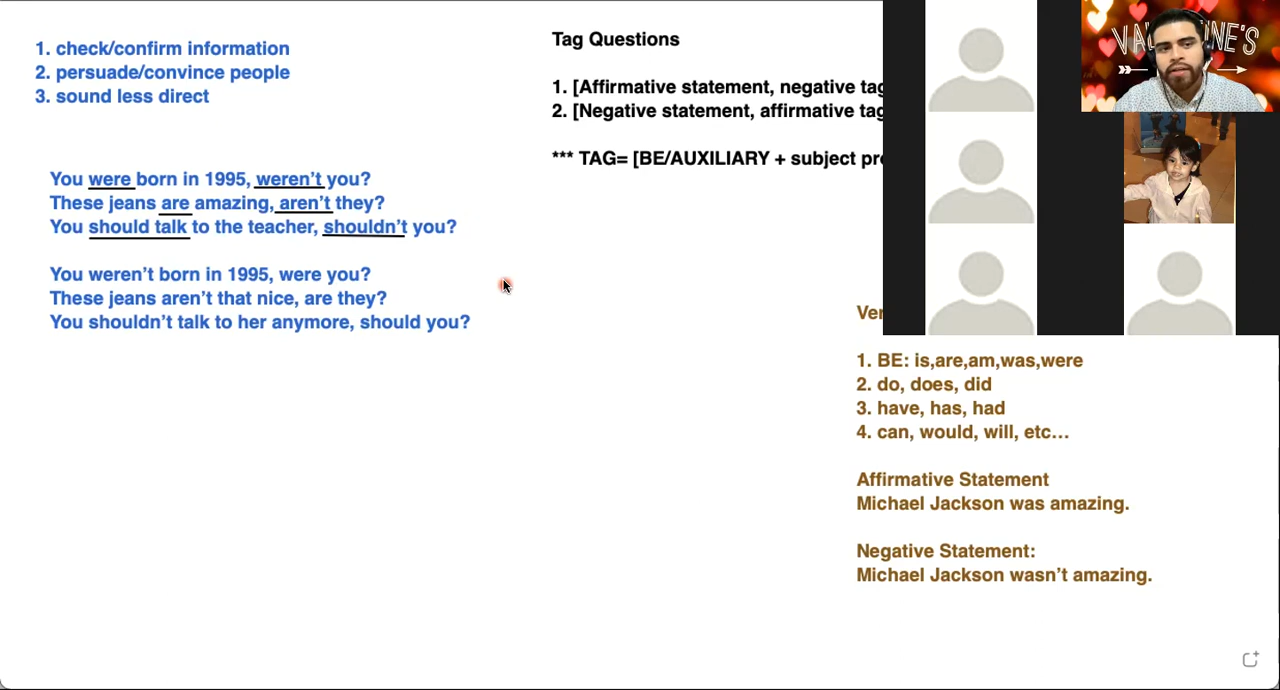 1. check/confirm information
2. persuade/convince people
3. sound less direct
You were born in 1995, weren't you?
These jeans are amazing, aren't they?
You should talk to the teacher, shouldn't you?
You weren't born in 1995, were you?
These jeans aren't that nice, are they?
You shouldn't talk to her anymore, should you?
Tag Questions
1. [Affirmative statement, negative tag
2. [Negative statement, affirmative tag
*** TAG= [BE/AUXILIARY + subject
1. BE: is,are,am,was,were
2. do, does, did
3. have, has, had
4. can, would, will, etc...
Affirmative Statement
Michael Jackson was amazing.
Negative Statement:
Michael Jackson wasn't amazing.